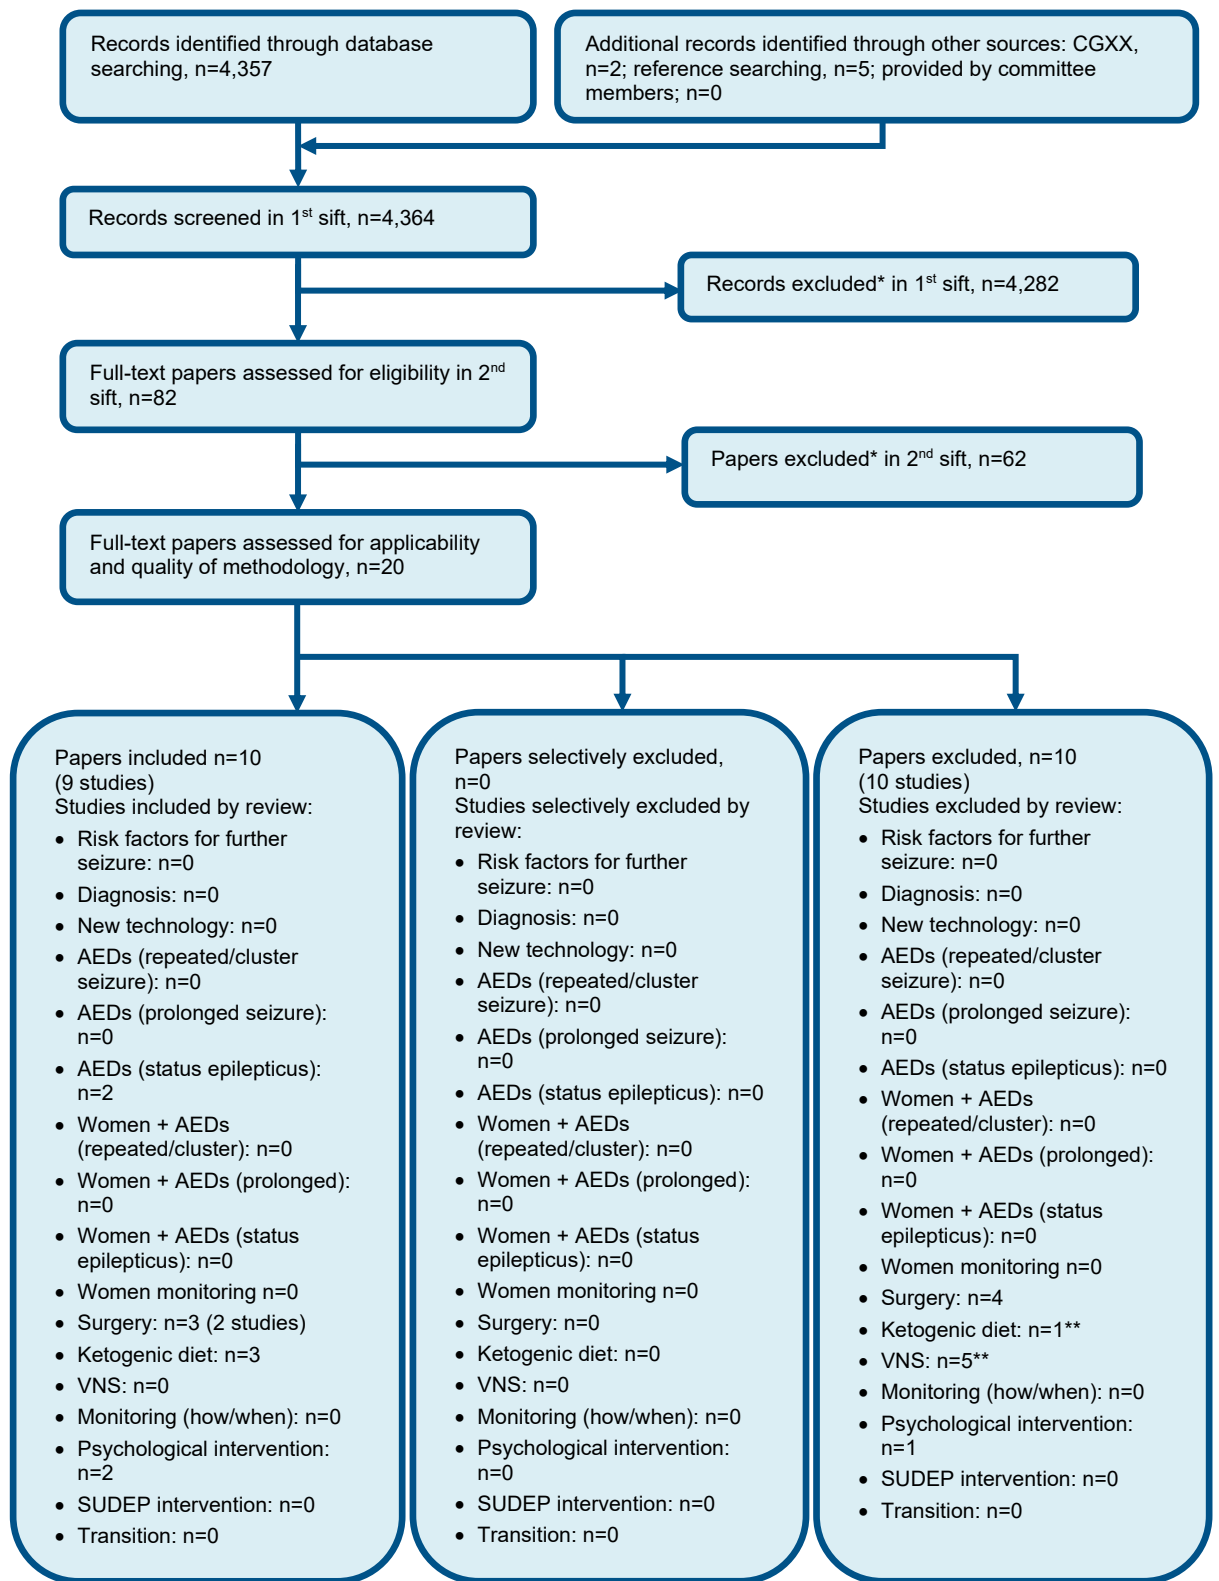 Records identified through database
searching, n=4,357
Additional records identified through other sources: CGXX,
n=2; reference searching, n=5; provided by committee
members; n=0
Records screened in 1st sift, n=4,364
Records excluded* in 1st sift, n=4,282
Full-text papers assessed for eligibility in 2nd
sift, n=82
Papers excluded* in 2nd sift, n=62
Full-text papers assessed for applicability
and quality of methodology, n=20
Papers included n=10
(9 studies)
Studies included by review:
• Risk factors for further
seizure: n=0
• Diagnosis: n=0
• New technology: n=0
• AEDs (repeated/cluster
seizure): n=0
• AEDs (prolonged seizure):
n=0
• AEDs (status epilepticus):
n=2
• Women + AEDs
(repeated/cluster): n=0
• Women + AEDs (prolonged):
n=0
• Women + AEDs (status
epilepticus): n=0
• Women monitoring n=0
• Surgery: n=3 (2 studies)
• Ketogenic diet: n=3
• VNS: n=0
• Monitoring (how/when): n=0
• Psychological intervention:
n=2
• SUDEP intervention: n=0
• Transition: n=0
Papers selectively excluded,
n=0
Studies selectively excluded by
review:
• Risk factors for further
seizure: n=0
• Diagnosis: n=0
• New technology: n=0
• AEDs (repeated/cluster
seizure): n=0
• AEDs (prolonged seizure):
n=0
• AEDs (status epilepticus): n=0
• Women + AEDs
(repeated/cluster): n=0
• Women + AEDs (prolonged):
n=0
• Women + AEDs (status
epilepticus): n=0
• Women monitoring n=0
• Surgery: n=0
• Ketogenic diet: n=0
• VNS: n=0
• Monitoring (how/when): n=0
• Psychological intervention:
n=0
• SUDEP intervention: n=0
• Transition: n=0
Papers excluded, n=10
(10 studies)
Studies excluded by review:
• Risk factors for further
seizure: n=0
• Diagnosis: n=0
• New technology: n=0
• AEDs (repeated/cluster
seizure): n=0
• AEDs (prolonged seizure):
n=0
• AEDs (status epilepticus): n=0
• Women + AEDs
(repeated/cluster): n=0
• Women + AEDs (prolonged):
n=0
• Women + AEDs (status
epilepticus: n=0
• Women monitoring n=0
• Surgery: n=4
• Ketogenic diet: n=1**
• VNS: n=5**
• Monitoring (how/when): n=0
• Psychological intervention:
n=1
• SUDEP intervention: n=0
• Transition: n=0